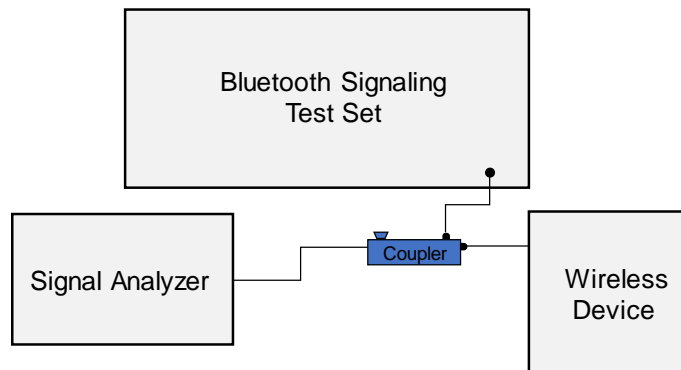 Bluetooth Signaling
Test Set
Signal Analyzer
Coupler
Wireless
Device